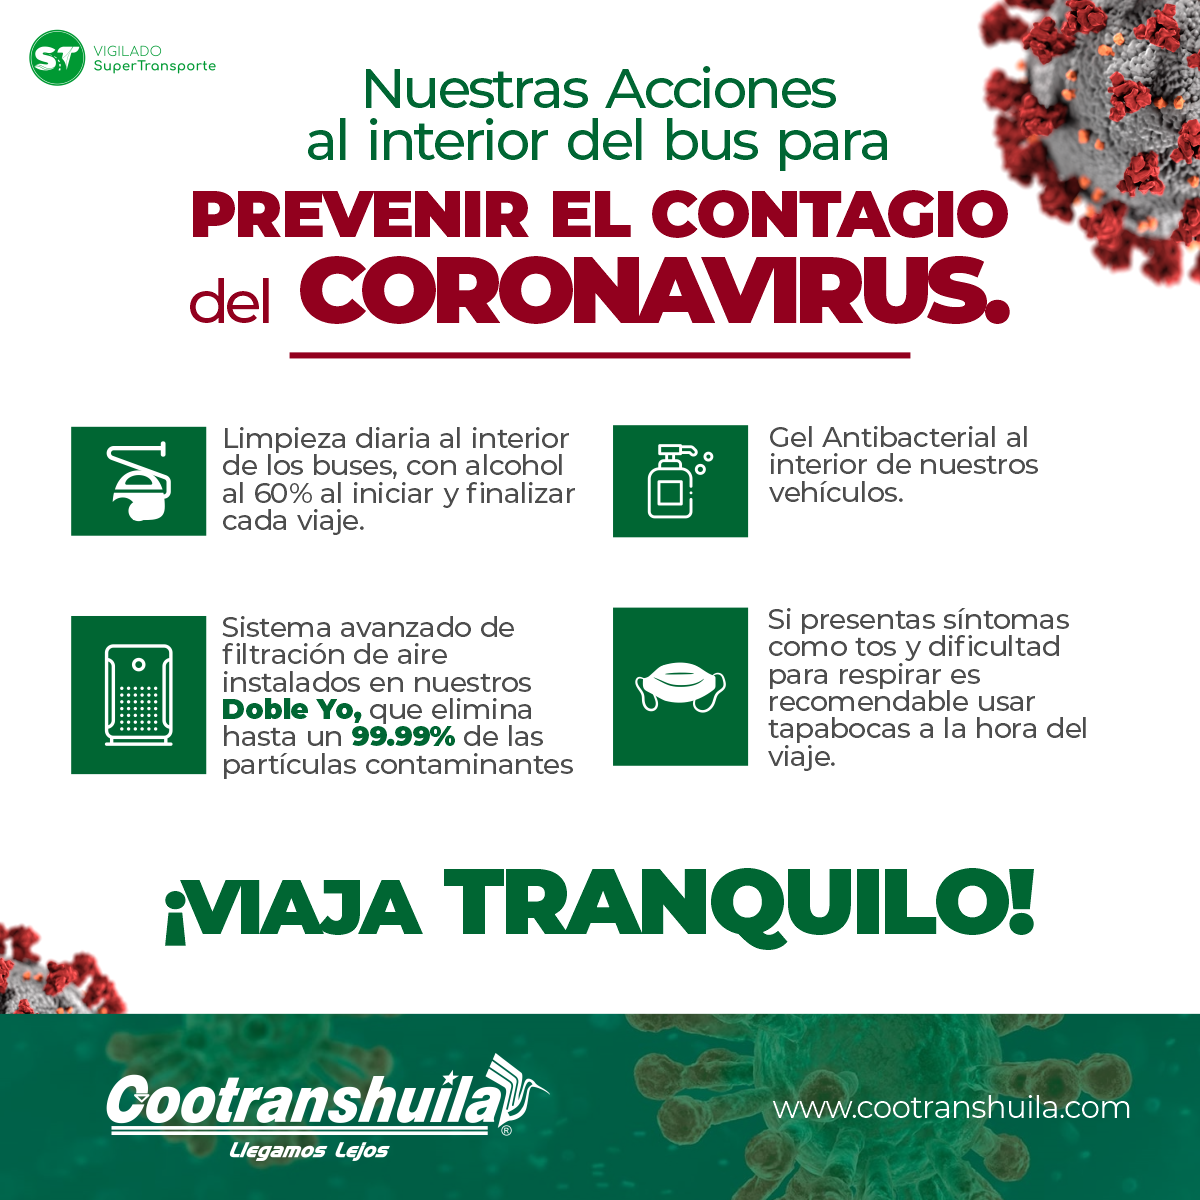 ST
VIGILADO
SuperTransporte
Nuestras Acciones
al interior del bus para
PREVENIR EL CONTAGIO
del CORONAVIRUS.
Limpieza diaria al interior
de los buses, con alcohol
al 60% al iniciar y finalizar
cada viaje.
Gel Antibacterial al
interior de nuestros
vehículos.
Sistema avanzado de
filtración de aire
instalados en nuestros
Doble Yo, que elimina
hasta un 99.99% de las
partículas contaminantes
Si presentas síntomas
como tos y dificultad
para respirar es
recomendable usar
tapabocas a la hora del
viaje.
¡VIAJA TRANQUILO!
Cootranshuila
®
Llegamos Lejos
www.cootranshuila.com